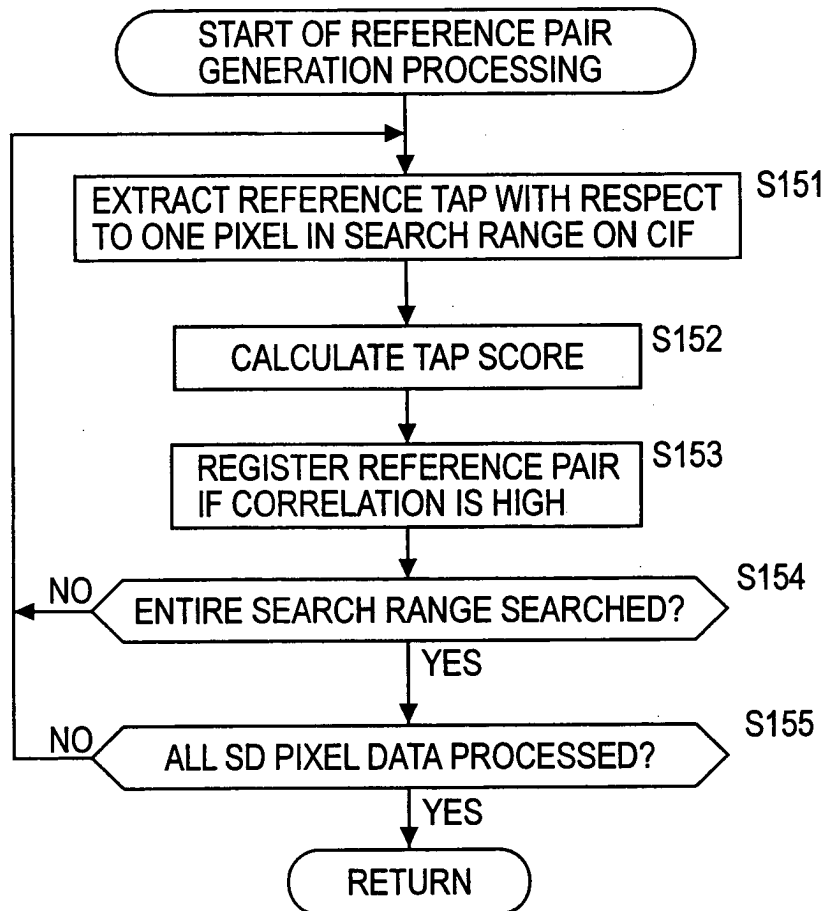 START OF REFERENCE PAIR
GENERATION PROCESSING
S151
EXTRACT REFERENCE TAP WITH RESPECT
TO ONE PIXEL IN SEARCH RANGE ON CIF
S152
CALCULATE TAP SCORE
S153
REGISTER REFERENCE PAIR
IF CORRELATION IS HIGH
S154
NO
ENTIRE SEARCH RANGE SEARCHED?
YES
S155
NO
ALL SD PIXEL DATA PROCESSED?
YES
RETURN